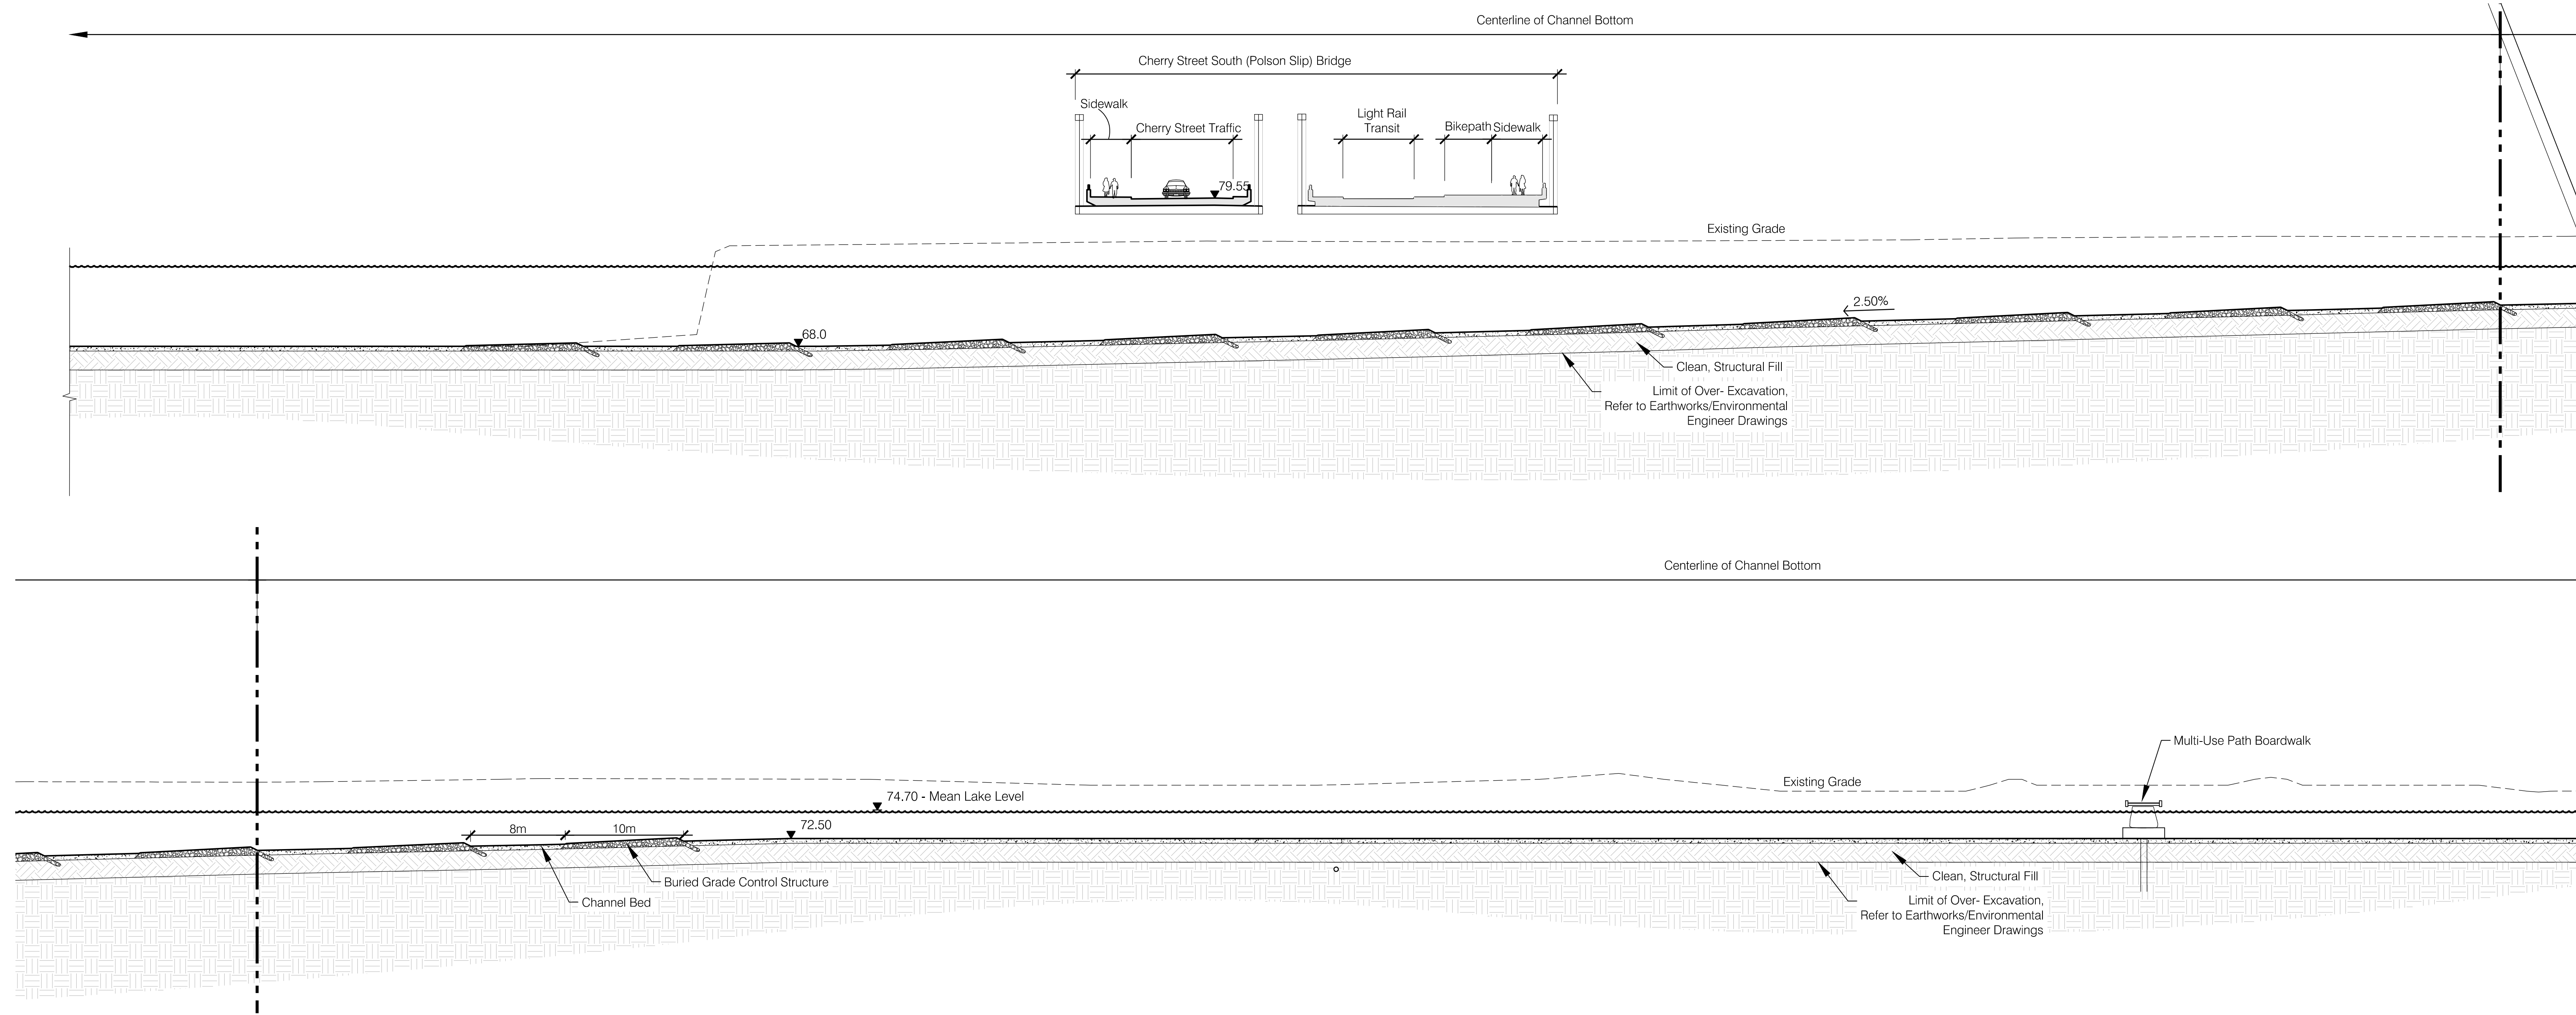 Centerline of Channel Bottom
Cherry Street South (Polson Slip) Bridge
Sidewalk
Cherry Street Traffic
Light Rail
Transit
Bikepath Sidewalk
79.55
Existing Grade
2.50%
68.0
Clean, Structural Fill
Limit of Over- Excavation,
Refer to Earthworks/Environmental
Engineer Drawings
Centerline of Channel Bottom
Multi-Use Path Boardwalk
Existing Grade
74.70 - Mean Lake Level
72.50
8m
10m
Buried Grade Control Structure
Channel Bed
Clean, Structural Fill
Limit of Over- Excavation,
Refer to Earthworks/Environmental
Engineer Drawings